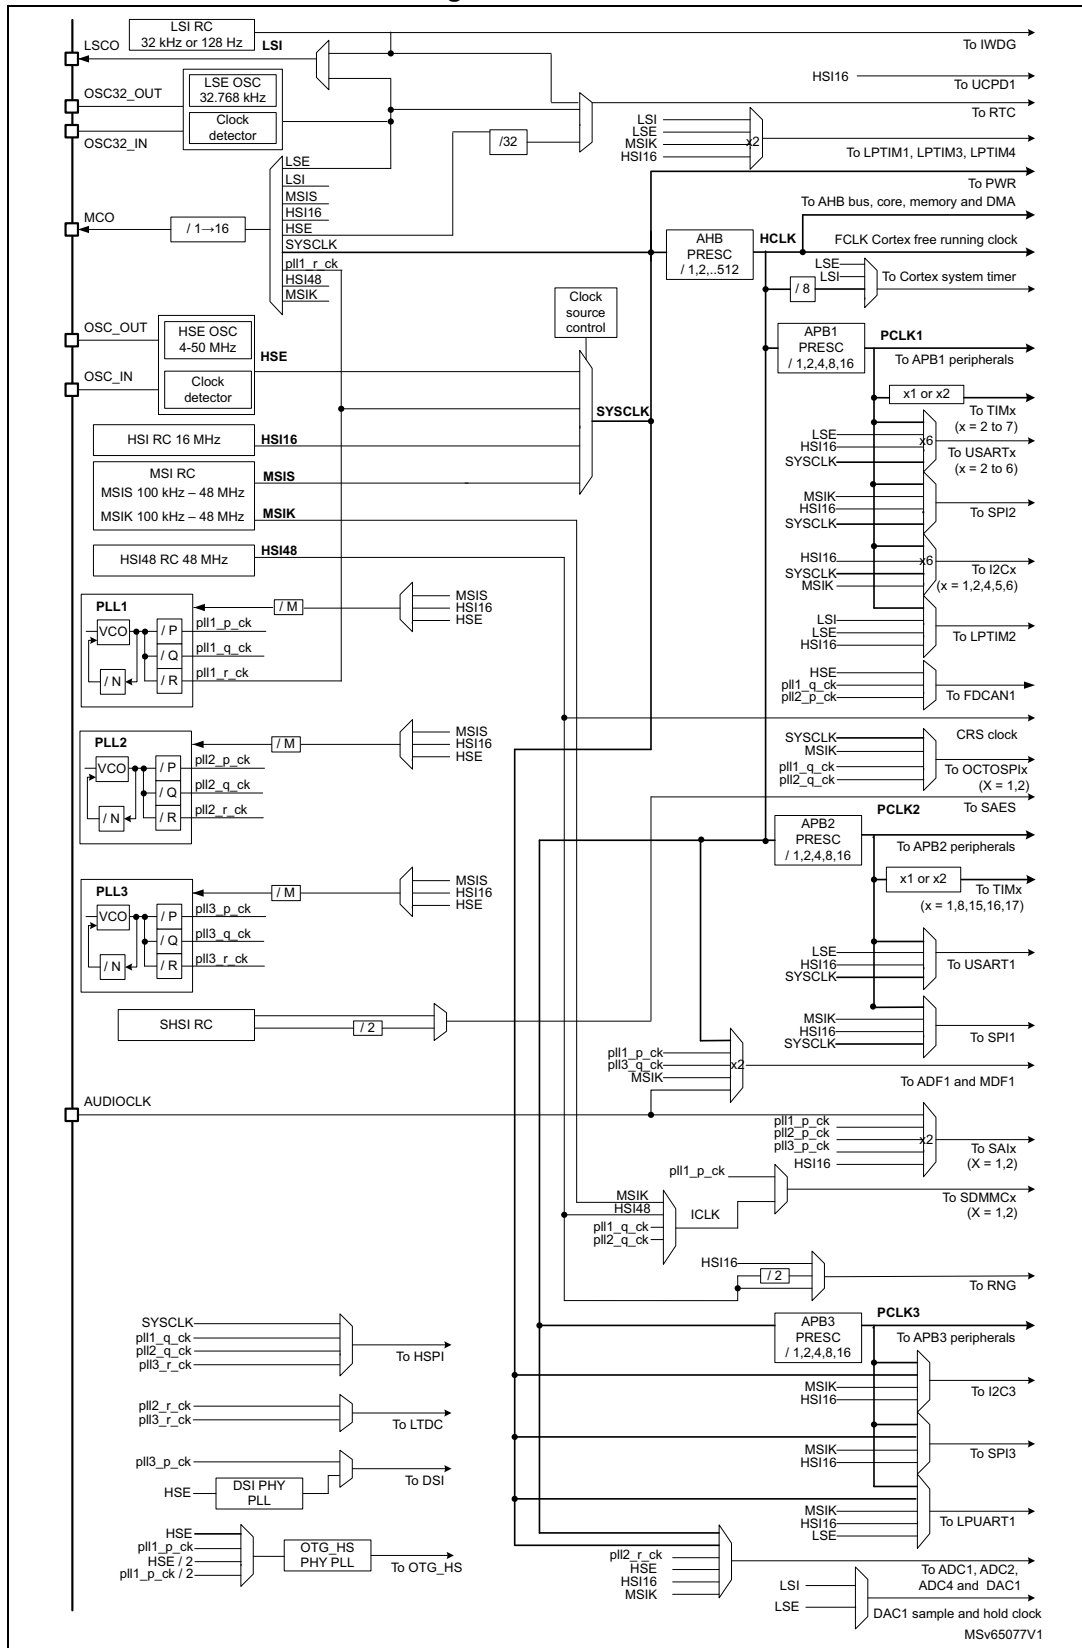 LSI RC
32 kHz or 128 Hz
LSI
LSCO
To IWDG
OSC32_OUT
LSE OSC
32.768 kHz
Clock
detector
OSC32_IN
HSI16
To UCPD1
To RTC
LSI
LSE
MSIK
HSI16
x2
To LPTIM1, LPTIM3, LPTIM4
/32
MCO
/ 1→16
LSE
LSI
MSIS
HSI16
HSE
SYSCLK
pll1_r_ck
HSI48
MSIK
To PWR
To AHB bus, core, memory and DMA
AHB
PRESC
/ 1,2,..512
HCLK
FCLK Cortex free running clock
LSE
LSI
/ 8
To Cortex system timer
Clock
source
control
OSC_OUT
HSE OSC
4-50 MHz
HSE
OSC_IN
Clock
detector
SYSCLK
APB1
PRESC
/ 1,2,4,8,16
PCLK1
To APB1 peripherals
x1 or x2
To TIMx
(x = 2 to 7)
HSI RC 16 MHz
HSI16
MSI RC
MSIS 100 kHz – 48 MHz
MSIK 100 kHz – 48 MHz
MSIS
MSIK
HSI48 RC 48 MHz
HSI48
LSE
HSI16
SYSCLK
x6
To USARTx
(x = 2 to 6)
MSIK
HSI16
SYSCLK
To SPI2
HSI16
SYSCLK
MSIK
x6
To I2Cx
(x = 1,2,4,5,6)
LSI
LSE
HSI16
To LPTIM2
HSE
pll1_q_ck
pll2_p_ck
To FDCAN1
CRS clock
PLL1
VCO
/ N
/ P
/ Q
/ R
pll1_p_ck
pll1_q_ck
pll1_r_ck
/ M
MSIS
HSI16
HSE
PLL2
VCO
/ N
/ P
/ Q
/ R
pll2_p_ck
pll2_q_ck
pll2_r_ck
/ M
MSIS
HSI16
HSE
SYSCLK
MSIK
pll1_q_ck
pll2_q_ck
To OCTOSPIx
(X = 1,2)
To SAES
APB2
PRESC
/ 1,2,4,8,16
PCLK2
To APB2 peripherals
x1 or x2
To TIMx
(x = 1,8,15,16,17)
PLL3
VCO
/ N
/ P
/ Q
/ R
pll3_p_ck
pll3_q_ck
pll3_r_ck
/ M
MSIS
HSI16
HSE
LSE
HSI16
SYSCLK
To USART1
SHSI RC
/ 2
MSIK
HSI16
SYSCLK
To SPI1
pll1_p_ck
pll3_q_ck
MSIK
x2
To ADF1 and MDF1
AUDIOCLK
pll1_p_ck
pll2_p_ck
pll3_p_ck
HSI16
x2
To SAIx
(X = 1,2)
pll1_p_ck
MSIK
HSI48
pll1_q_ck
pll2_q_ck
ICLK
To SDMMCx
(X = 1,2)
HSI16
/ 2
To RNG
APB3
PRESC
/ 1,2,4,8,16
PCLK3
To APB3 peripherals
SYSCLK
pll1_q_ck
pll2_q_ck
pll3_r_ck
To HSPI
MSIK
HSI16
To I2C3
pll2_r_ck
pll3_r_ck
To LTDC
MSIK
HSI16
To SPI3
pll3_p_ck
HSE
DSI PHY
PLL
To DSI
MSIK
HSI16
LSE
To LPUART1
HSE
pll1_p_ck
HSE / 2
pll1_p_ck / 2
OTG_HS
PHY PLL
To OTG_HS
pll2_r_ck
HSE
HSI16
MSIK
To ADC1, ADC2,
ADC4 and DAC1
LSI
LSE
DAC1 sample and hold clock
MSv65077V1